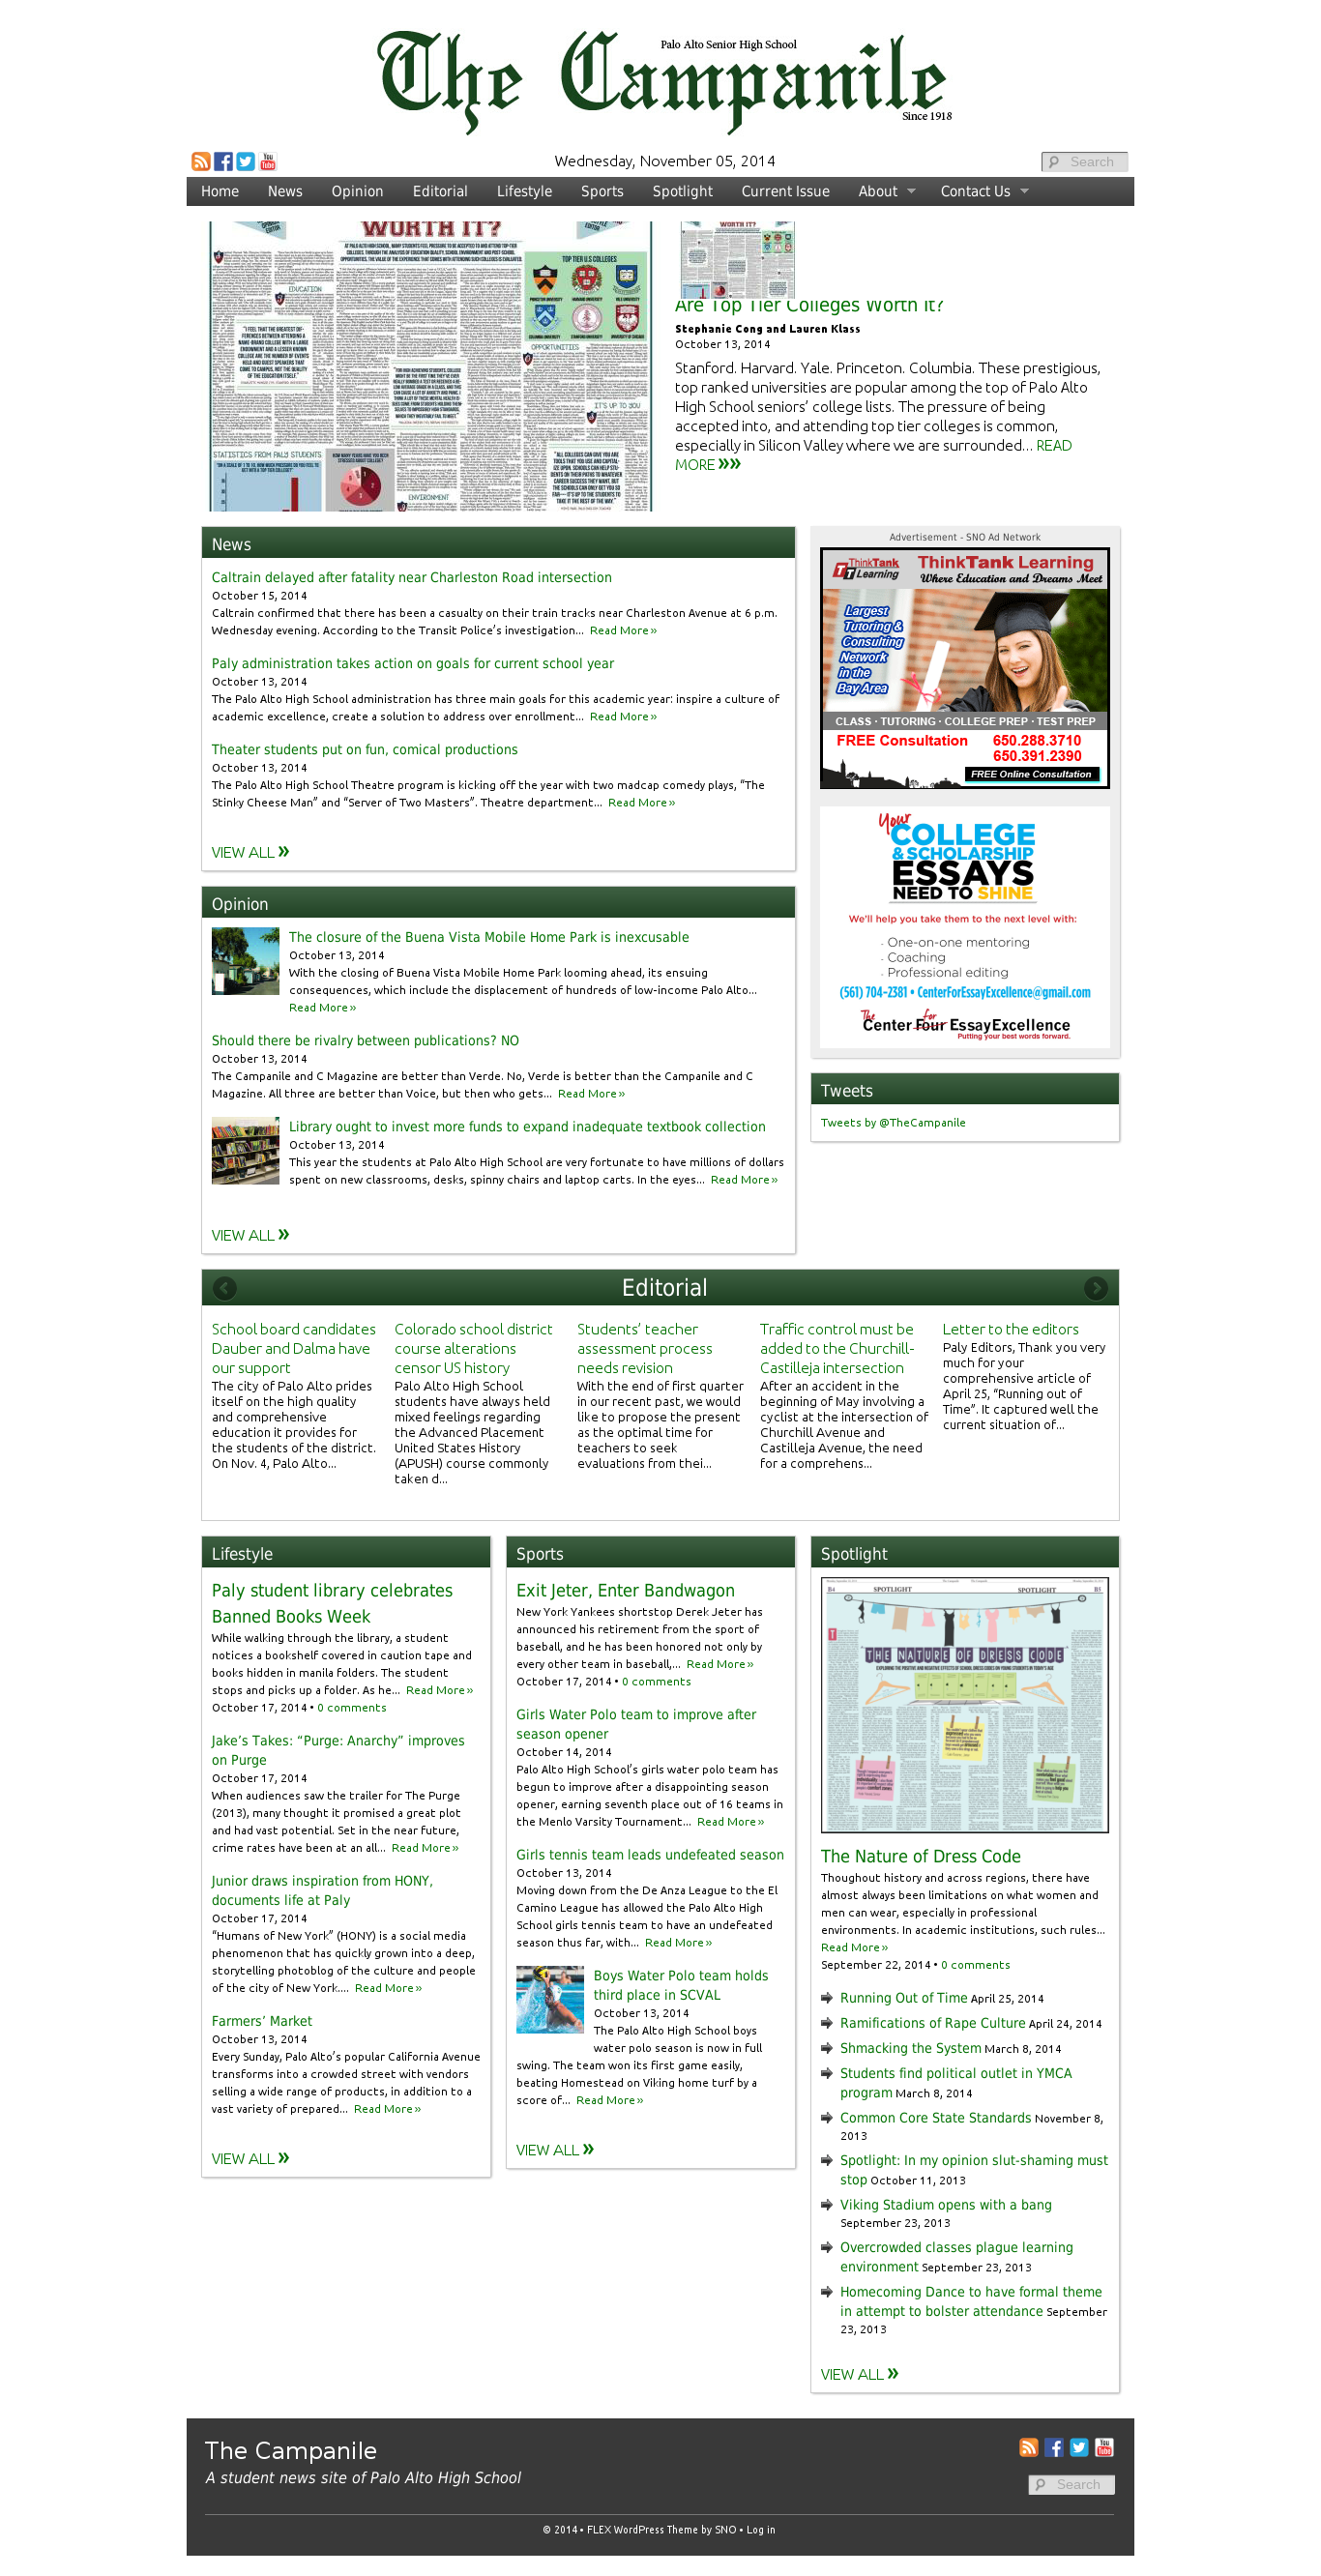 The Campanile
Palo Alto Senior High School
Since 1918
Wednesday, November 05, 2014
Search
Home News Opinion Editorial Lifestyle Sports Spotlight Current Issue About Contact Us
WORTH IT?
TOP TIER U.S COLLEGES
EDUCATION
OPPORTUNITIES
IT'S UP TO YOU
STATISTICS FROM PALY STUDENTS
ENVIRONMENT
WORTH IT?
Are Top Tier Colleges Worth It?
Stephanie Cong and Lauren Klass
October 13, 2014
Stanford. Harvard. Yale. Princeton. Columbia. These prestigious,
top ranked universities are popular among the top of Palo Alto
High School seniors’ college lists. The pressure of being
accepted into, and attending top tier colleges is common,
especially in Silicon Valley where we are surrounded... READ
MORE »»
News
Caltrain delayed after fatality near Charleston Road intersection
October 15, 2014
Caltrain confirmed that there has been a casualty on their train tracks near Charleston Avenue at 6 p.m.
Wednesday evening. According to the Transit Police’s investigation... Read More »
Paly administration takes action on goals for current school year
October 13, 2014
The Palo Alto High School administration has three main goals for this academic year: inspire a culture of
academic excellence, create a solution to address over enrollment... Read More »
Theater students put on fun, comical productions
October 13, 2014
The Palo Alto High School Theatre program is kicking off the year with two madcap comedy plays, “The
Stinky Cheese Man” and “Server of Two Masters”. Theatre department... Read More »
VIEW ALL »
Advertisement - SNO Ad Network
TT ThinkTank Learning
ThinkTank Learning
Where Education and Dreams Meet
Largest
Tutoring &
Consulting
Network
in the
Bay Area
CLASS · TUTORING · COLLEGE PREP · TEST PREP
FREE Consultation 650.288.3710
650.391.2390
FREE Online Consultation
Your
COLLEGE
& SCHOLARSHIP
ESSAYS
NEED TO SHINE
We'll help you take them to the next level with:
· One-on-one mentoring
· Coaching
· Professional editing
(561) 704-2381 • CenterForEssayExcellence@gmail.com
The Center Four for EssayExcellence
Putting your best words forward.
Opinion
The closure of the Buena Vista Mobile Home Park is inexcusable
October 13, 2014
With the closing of Buena Vista Mobile Home Park looming ahead, its ensuing
consequences, which include the displacement of hundreds of low-income Palo Alto...
Read More »
Should there be rivalry between publications? NO
October 13, 2014
The Campanile and C Magazine are better than Verde. No, Verde is better than the Campanile and C
Magazine. All three are better than Voice, but then who gets... Read More »
Library ought to invest more funds to expand inadequate textbook collection
October 13, 2014
This year the students at Palo Alto High School are very fortunate to have millions of dollars
spent on new classrooms, desks, spinny chairs and laptop carts. In the eyes... Read More »
VIEW ALL »
Tweets
Tweets by @TheCampanile
Editorial
School board candidates
Dauber and Dalma have
our support
The city of Palo Alto prides
itself on the high quality
and comprehensive
education it provides for
the students of the district.
On Nov. 4, Palo Alto...
Colorado school district
course alterations
censor US history
Palo Alto High School
students have always held
mixed feelings regarding
the Advanced Placement
United States History
(APUSH) course commonly
taken d...
Students’ teacher
assessment process
needs revision
With the end of first quarter
in our recent past, we would
like to propose the present
as the optimal time for
teachers to seek
evaluations from thei...
Traffic control must be
added to the Churchill-
Castilleja intersection
After an accident in the
beginning of May involving a
cyclist at the intersection of
Churchill Avenue and
Castilleja Avenue, the need
for a comprehens...
Letter to the editors
Paly Editors, Thank you very
much for your
comprehensive article of
April 25, “Running out of
Time”. It captured well the
current situation of...
Lifestyle
Paly student library celebrates
Banned Books Week
While walking through the library, a student
notices a bookshelf covered in caution tape and
books hidden in manila folders. The student
stops and picks up a folder. As he... Read More »
October 17, 2014 • 0 comments
Jake’s Takes: “Purge: Anarchy” improves
on Purge
October 17, 2014
When audiences saw the trailer for The Purge
(2013), many thought it promised a great plot
and had vast potential. Set in the near future,
crime rates have been at an all... Read More »
Junior draws inspiration from HONY,
documents life at Paly
October 17, 2014
“Humans of New York” (HONY) is a social media
phenomenon that has quickly grown into a deep,
storytelling photoblog of the culture and people
of the city of New York.... Read More »
Farmers’ Market
October 13, 2014
Every Sunday, Palo Alto’s popular California Avenue
transforms into a crowded street with vendors
selling a wide range of products, in addition to a
vast variety of prepared... Read More »
VIEW ALL »
Sports
Exit Jeter, Enter Bandwagon
New York Yankees shortstop Derek Jeter has
announced his retirement from the sport of
baseball, and he has been honored not only by
every other team in baseball,... Read More »
October 17, 2014 • 0 comments
Girls Water Polo team to improve after
season opener
October 14, 2014
Palo Alto High School’s girls water polo team has
begun to improve after a disappointing season
opener, earning seventh place out of 16 teams in
the Menlo Varsity Tournament... Read More »
Girls tennis team leads undefeated season
October 13, 2014
Moving down from the De Anza League to the El
Camino League has allowed the Palo Alto High
School girls tennis team to have an undefeated
season thus far, with... Read More »
Boys Water Polo team holds
third place in SCVAL
October 13, 2014
The Palo Alto High School boys
water polo season is now in full
swing. The team won its first game easily,
beating Homestead on Viking home turf by a
score of... Read More »
VIEW ALL »
Spotlight
B4 SPOTLIGHT SPOTLIGHT B5
THE NATURE OF DRESS CODE
The Nature of Dress Code
Thoughout history and across regions, there have
almost always been limitations on what women and
men can wear, especially in professional
environments. In academic institutions, such rules...
Read More »
September 22, 2014 • 0 comments
Running Out of Time April 25, 2014
Ramifications of Rape Culture April 24, 2014
Shmacking the System March 8, 2014
Students find political outlet in YMCA
program March 8, 2014
Common Core State Standards November 8,
2013
Spotlight: In my opinion slut-shaming must
stop October 11, 2013
Viking Stadium opens with a bang
September 23, 2013
Overcrowded classes plague learning
environment September 23, 2013
Homecoming Dance to have formal theme
in attempt to bolster attendance September
23, 2013
VIEW ALL »
The Campanile
A student news site of Palo Alto High School
Search
© 2014 • FLEX WordPress Theme by SNO • Log in